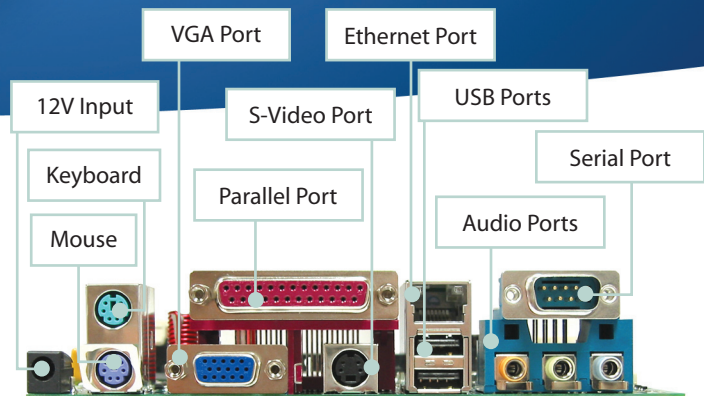 VGA Port
Ethernet Port
12V Input
S-Video Port
USB Ports
Keyboard
Serial Port
Parallel Port
Mouse
Audio Ports